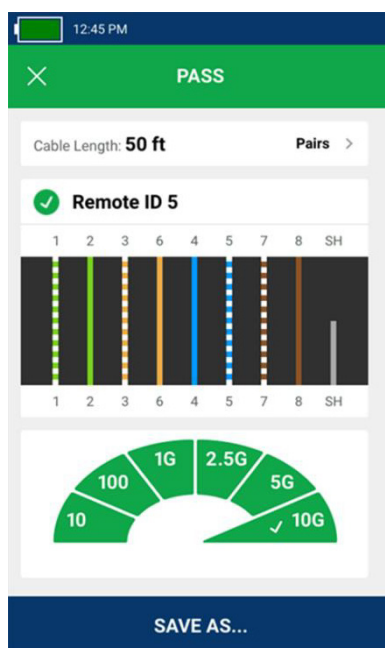 12:45 PM
PASS
Cable Length: 50 ft Pairs >
Remote ID 5
1 2 3 6 4 5 7 8 SH
1 2 3 6 4 5 7 8 SH
10 100 1G 2.5G 5G 10G
SAVE AS...